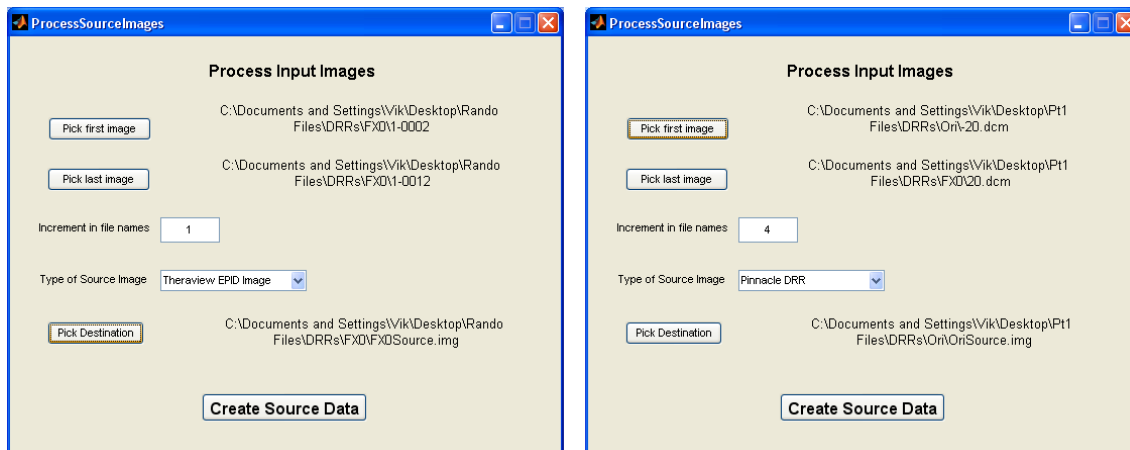 ProcessSourceImages
Process Input Images
Pick first image
C:\Documents and Settings\Vik\Desktop\Rando
Files\DRRs\FX0\1-0002
Pick last image
C:\Documents and Settings\Vik\Desktop\Rando
Files\DRRs\FX0\1-0012
Increment in file names
1
Type of Source Image
Theraview EPID Image
Pick Destination
C:\Documents and Settings\Vik\Desktop\Rando
Files\DRRs\FX0\FX0Source.img
Create Source Data
ProcessSourceImages
Process Input Images
Pick first image
C:\Documents and Settings\Vik\Desktop\Pt1
Files\DRRs\Ori\-20.dcm
Pick last image
C:\Documents and Settings\Vik\Desktop\Pt1
Files\DRRs\FX0\20.dcm
Increment in file names
4
Type of Source Image
Pinnacle DRR
Pick Destination
C:\Documents and Settings\Vik\Desktop\Pt1
Files\DRRs\Ori\OriSource.img
Create Source Data